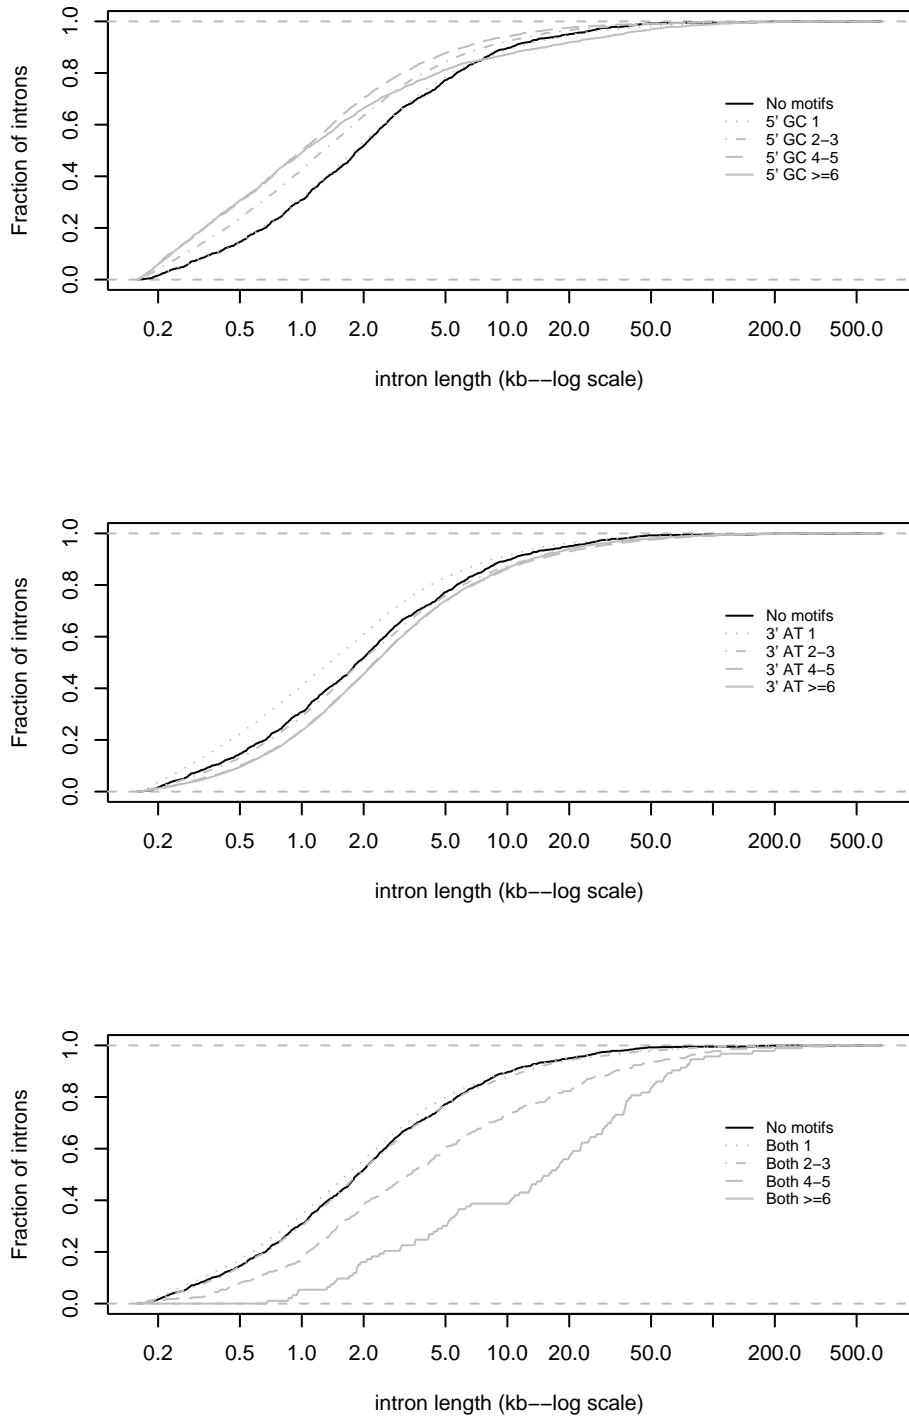 Fraction of introns
1.0
0.8
0.6
0.4
0.2
0.0
No motifs
5' GC 1
5' GC 2−3
5' GC 4−5
5' GC >=6
0.2 0.5 1.0 2.0 5.0 10.0 20.0 50.0 200.0 500.0
intron length (kb−−log scale)
Fraction of introns
1.0
0.8
0.6
0.4
0.2
0.0
No motifs
3' AT 1
3' AT 2−3
3' AT 4−5
3' AT >=6
0.2 0.5 1.0 2.0 5.0 10.0 20.0 50.0 200.0 500.0
intron length (kb−−log scale)
Fraction of introns
1.0
0.8
0.6
0.4
0.2
0.0
No motifs
Both 1
Both 2−3
Both 4−5
Both >=6
0.2 0.5 1.0 2.0 5.0 10.0 20.0 50.0 200.0 500.0
intron length (kb−−log scale)